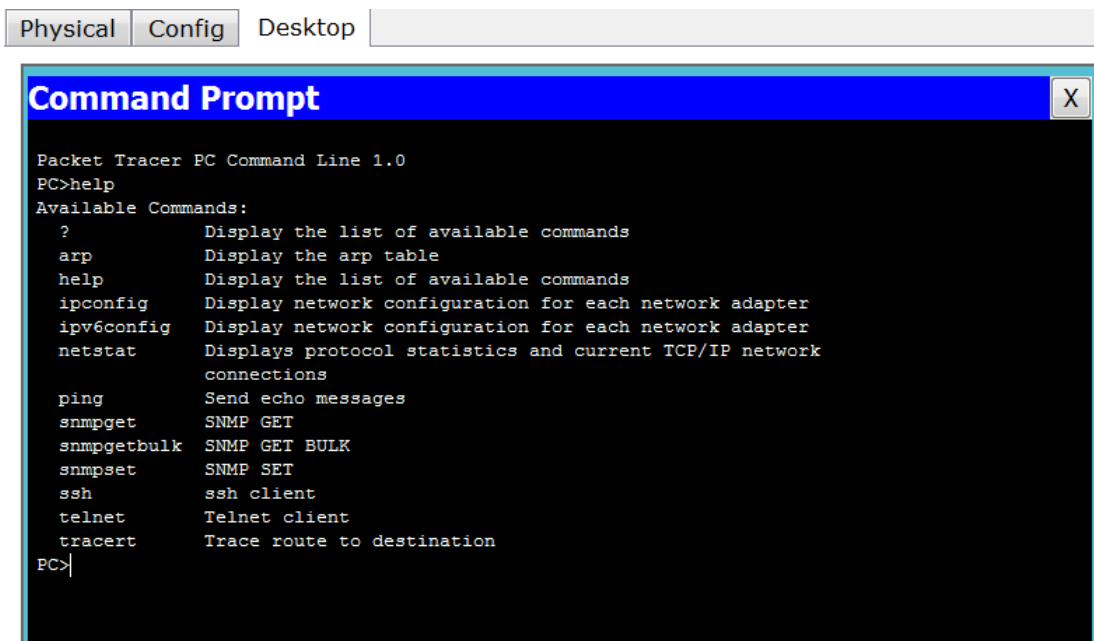 Physical Config Desktop
Command Prompt X
Packet Tracer PC Command Line 1.0
PC>help
Available Commands:
? Display the list of available commands
arp Display the arp table
help Display the list of available commands
ipconfig Display network configuration for each network adapter
ipv6config Display network configuration for each network adapter
netstat Displays protocol statistics and current TCP/IP network
connections
ping Send echo messages
snmpget SNMP GET
snmpgetbulk SNMP GET BULK
snmpset SNMP SET
ssh ssh client
telnet Telnet client
tracert Trace route to destination
PC>